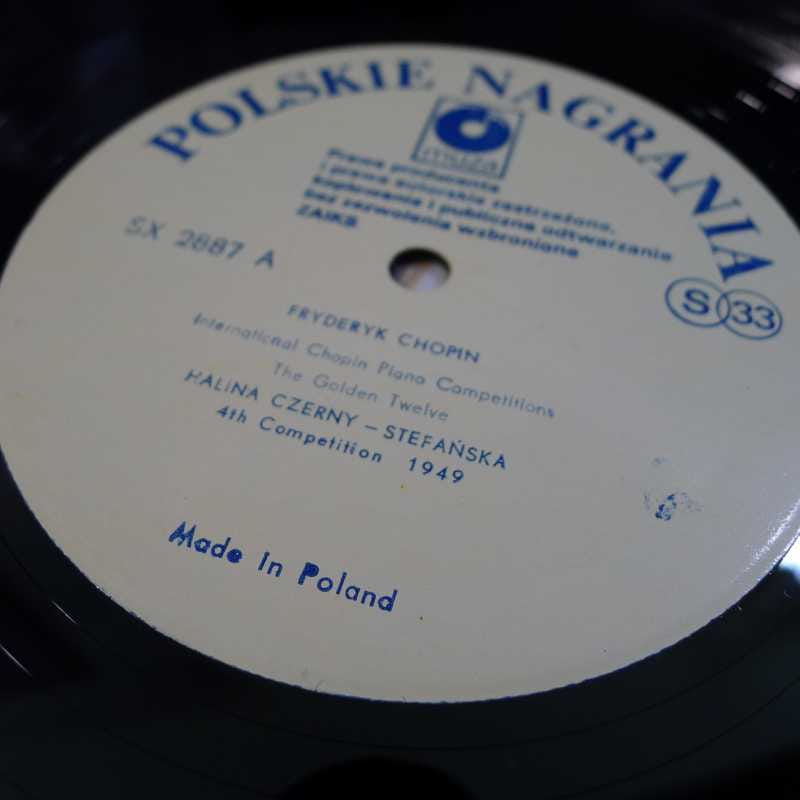 POLSKIE NAGRANIA
muza
Prawa producenta
i prawa autorskie zastrzeżone.
Kopiowanie i publiczne odtwarzanie
bez zezwolenia wzbronione
ZAIKS
SX 2687 A
S 33
FRYDERYK CHOPIN
International Chopin Piano Competitions
The Golden Twelve
HALINA CZERNY – STEFAŃSKA
4th Competition 1949
Made in Poland